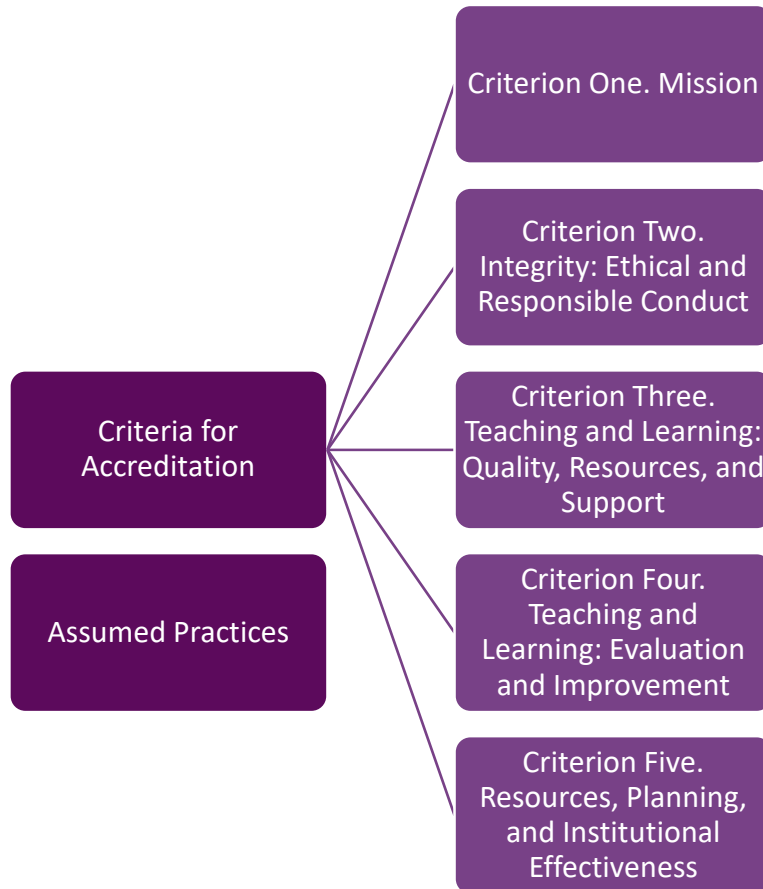 Criterion One. Mission
Criterion Two.
Integrity: Ethical and
Responsible Conduct
Criteria for
Accreditation
Criterion Three.
Teaching and Learning:
Quality, Resources, and
Support
Assumed Practices
Criterion Four.
Teaching and
Learning: Evaluation
and Improvement
Criterion Five.
Resources, Planning,
and Institutional
Effectiveness